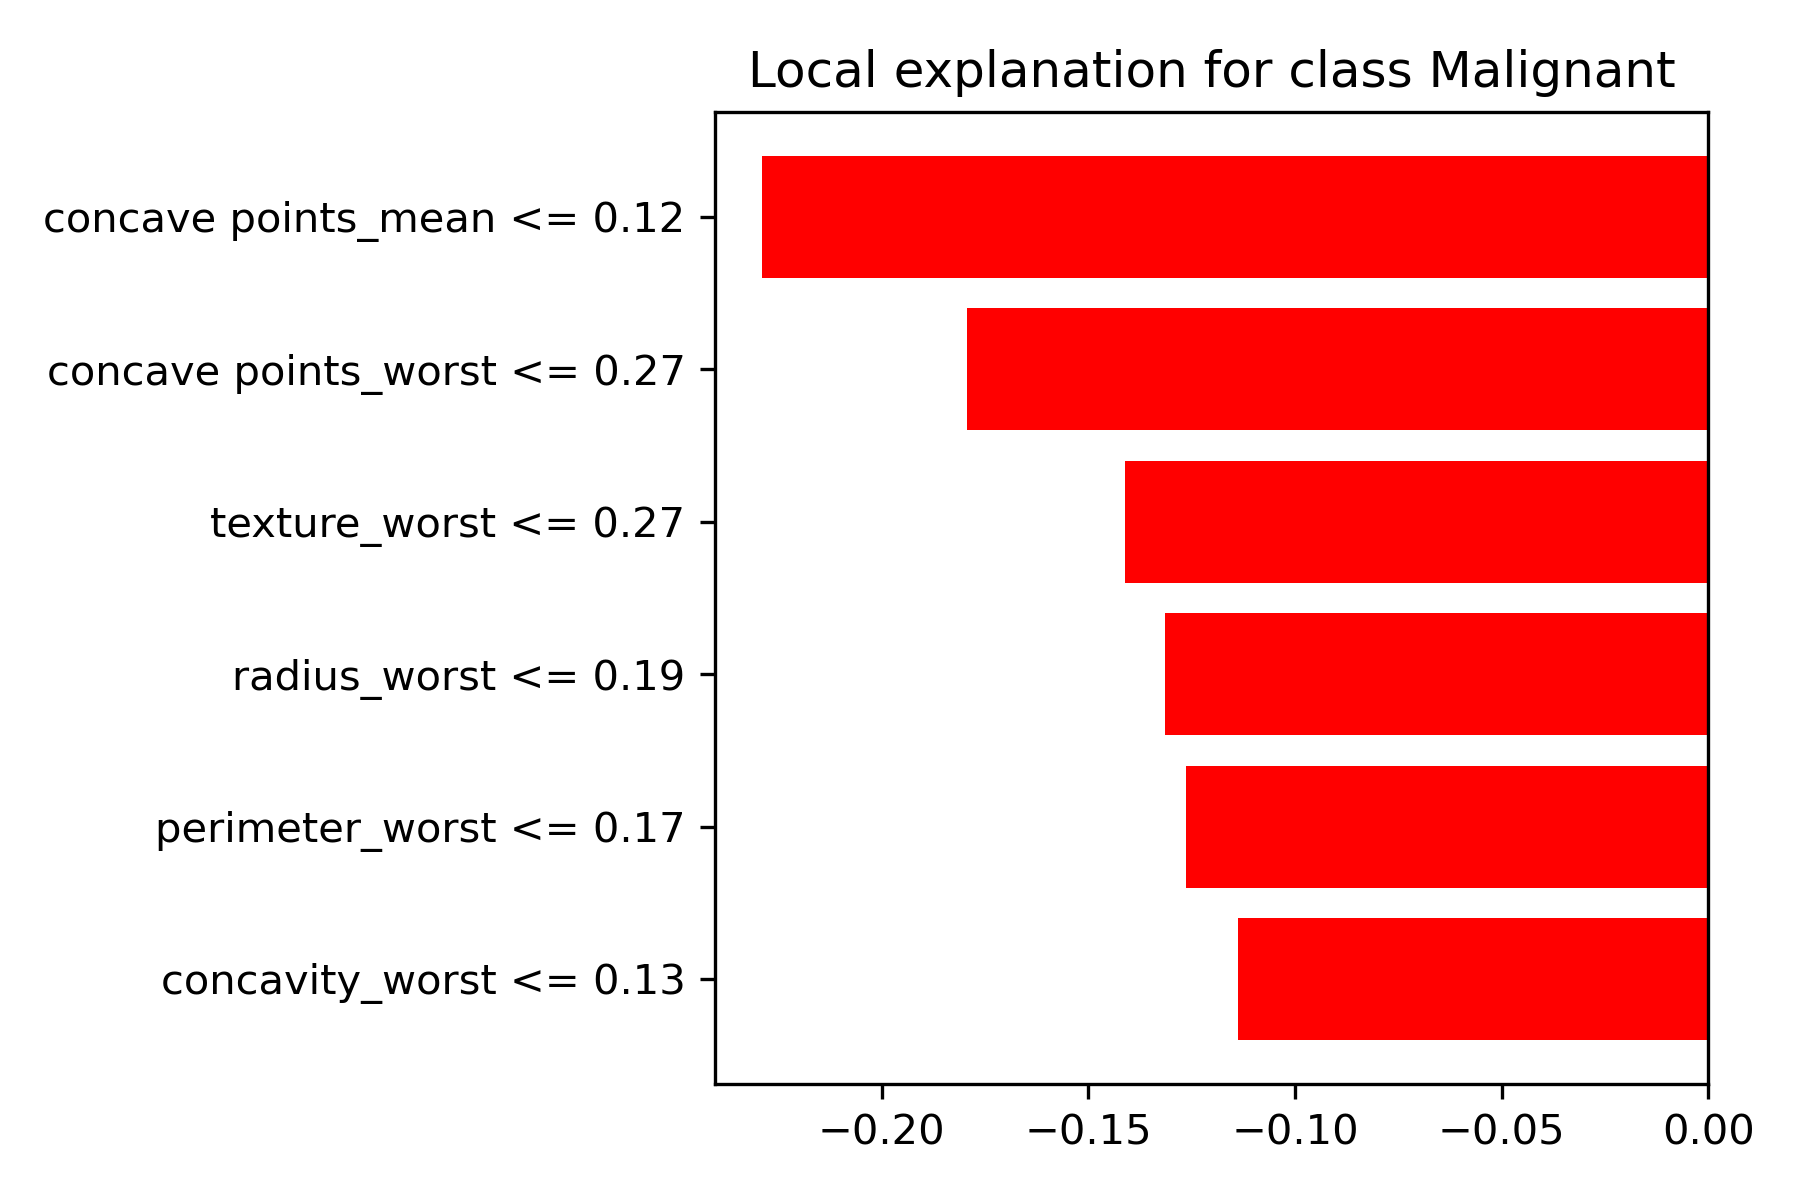 Local explanation for class Malignant
concave points_mean <= 0.12
concave points_worst <= 0.27
texture_worst <= 0.27
radius_worst <= 0.19
perimeter_worst <= 0.17
concavity_worst <= 0.13
−0.20 −0.15 −0.10 −0.05 0.00